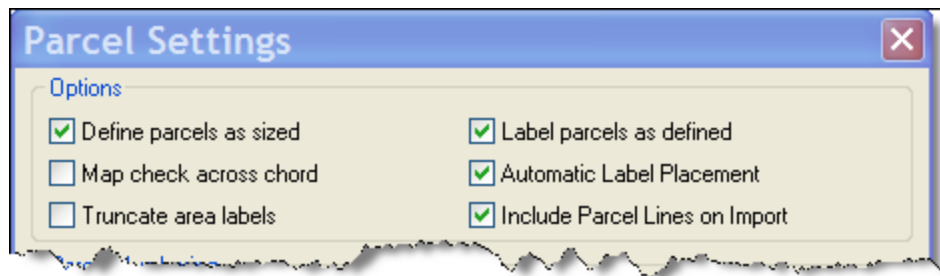 Parcel Settings
Options
Define parcels as sized
Label parcels as defined
Map check across chord
Automatic Label Placement
Truncate area labels
Include Parcel Lines on Import